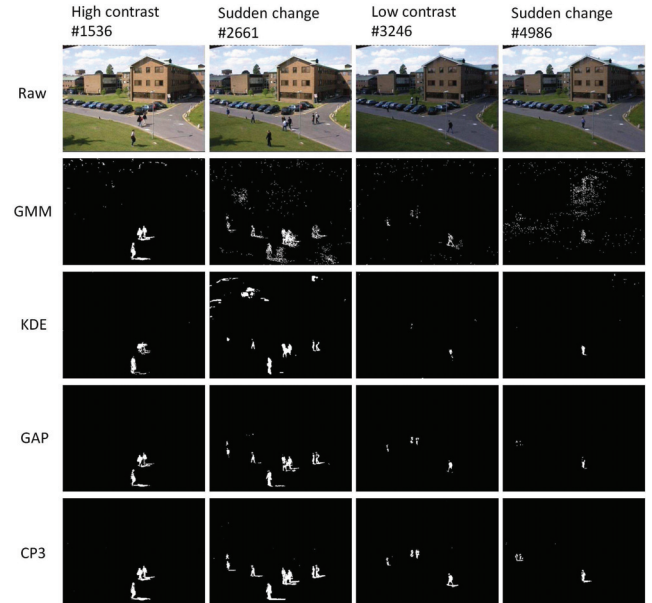 High contrast
#1536
Sudden change
#2661
Low contrast
#3246
Sudden change
#4986
Raw
GMM
KDE
GAP
CP3